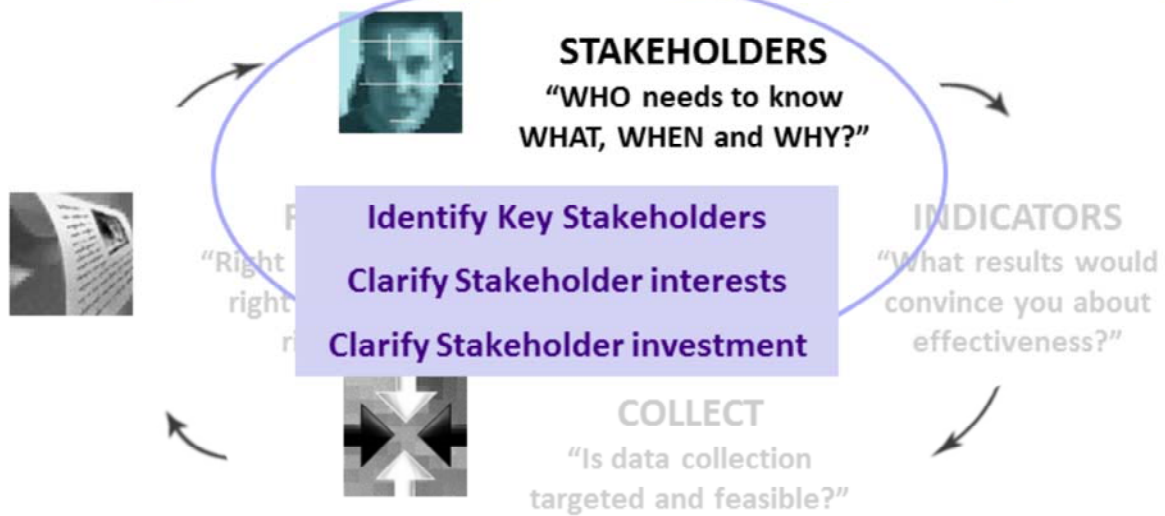 STAKEHOLDERS
“WHO needs to know
WHAT, WHEN and WHY?”
Identify Key Stakeholders
Clarify Stakeholder interests
Clarify Stakeholder investment
“Right
right
INDICATORS
“What results would
convince you about
effectiveness?”
COLLECT
“Is data collection
targeted and feasible?”